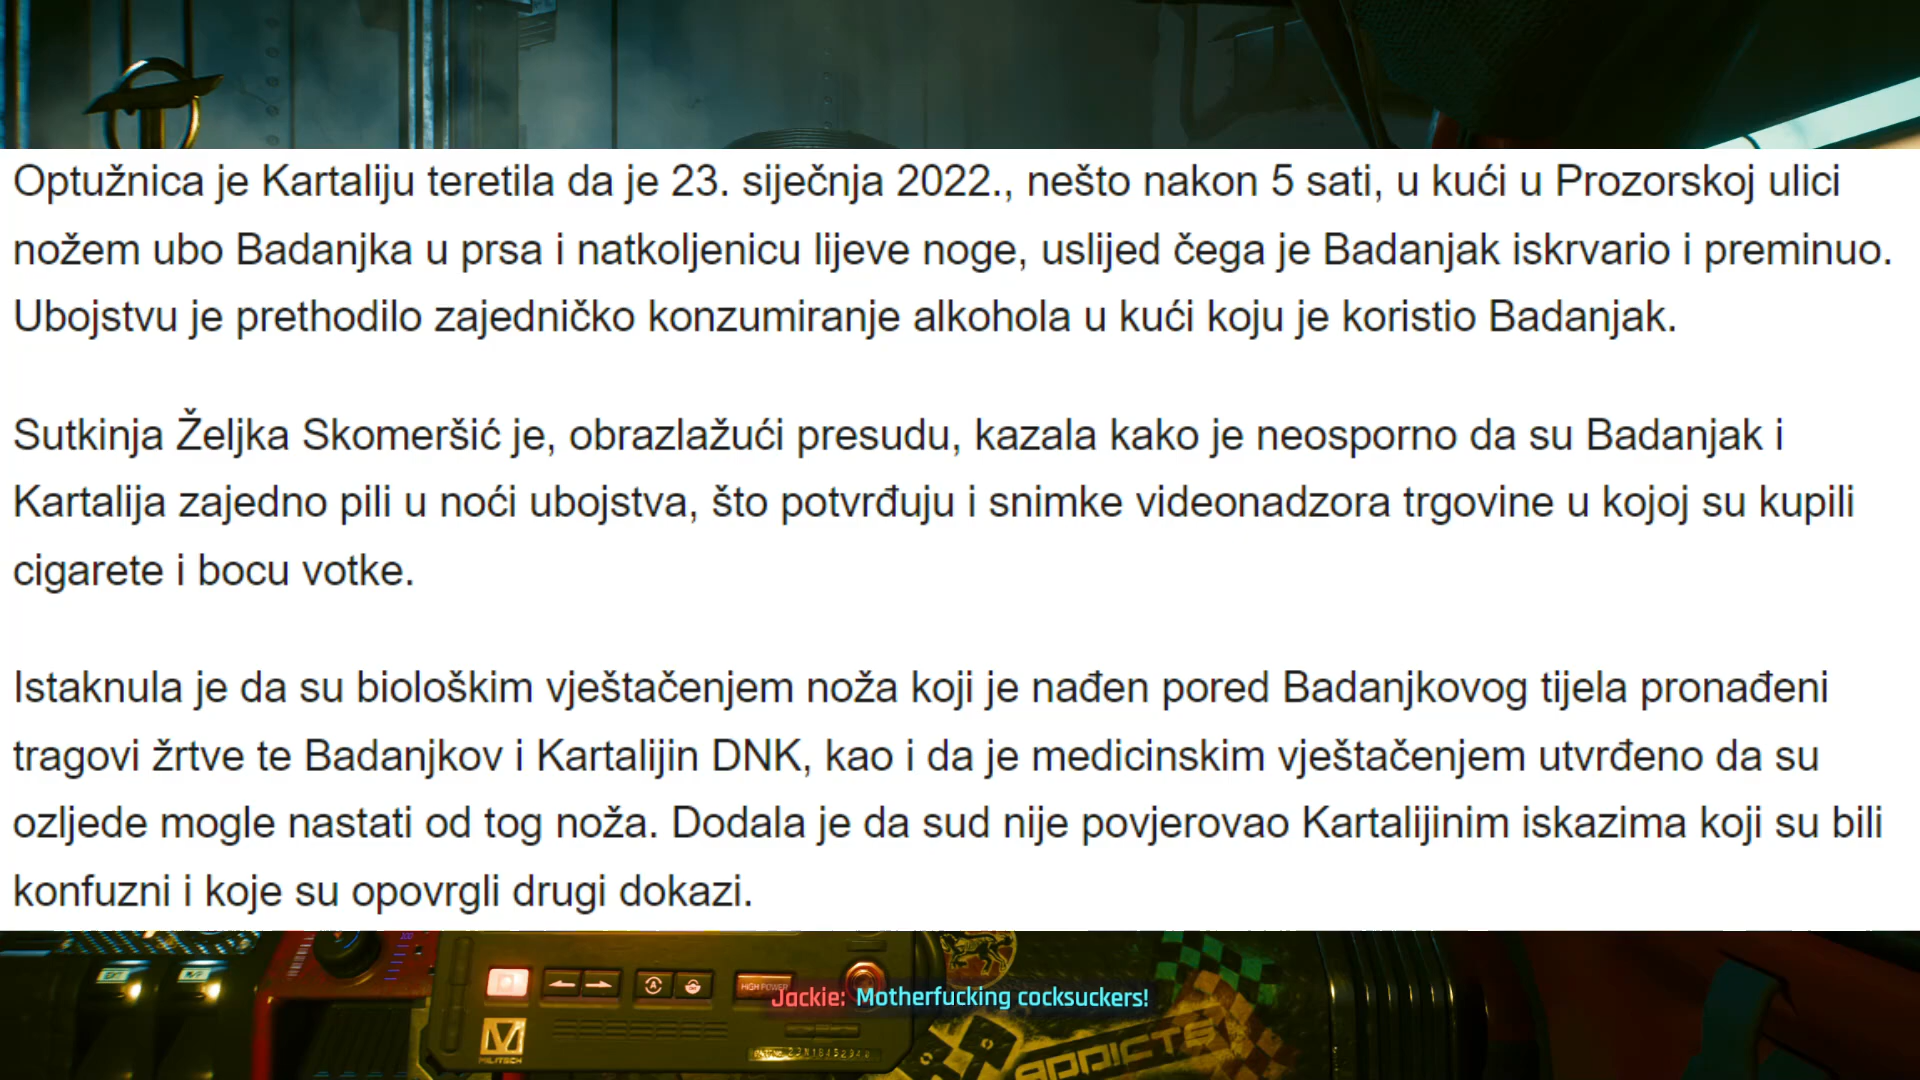 Optužnica je Kartaliju teretila da je 23. siječnja 2022., nešto nakon 5 sati, u kući u Prozorskoj ulici
nožem ubo Badanjka u prsa i natkoljenicu lijeve noge, uslijed čega je Badanjak iskrvario i preminuo.
Ubojstvu je prethodilo zajedničko konzumiranje alkohola u kući koju je koristio Badanjak.
Sutkinja Željka Skomeršić je, obrazlažući presudu, kazala kako je neosporno da su Badanjak i
Kartalija zajedno pili u noći ubojstva, što potvrđuju i snimke videonadzora trgovine u kojoj su kupili
cigarete i bocu votke.
Istaknula je da su biološkim vještačenjem noža koji je nađen pored Badanjkovog tijela pronađeni
tragovi žrtve te Badanjkov i Kartalijin DNK, kao i da je medicinskim vještačenjem utvrđeno da su
ozljede mogle nastati od tog noža. Dodala je da sud nije povjerovao Kartalijinim iskazima koji su bili
konfuzni i koje su opovrgli drugi dokazi.
HIGH POWER
Jackie: Motherfucking cocksuckers!
MILITECH
ADDICTS